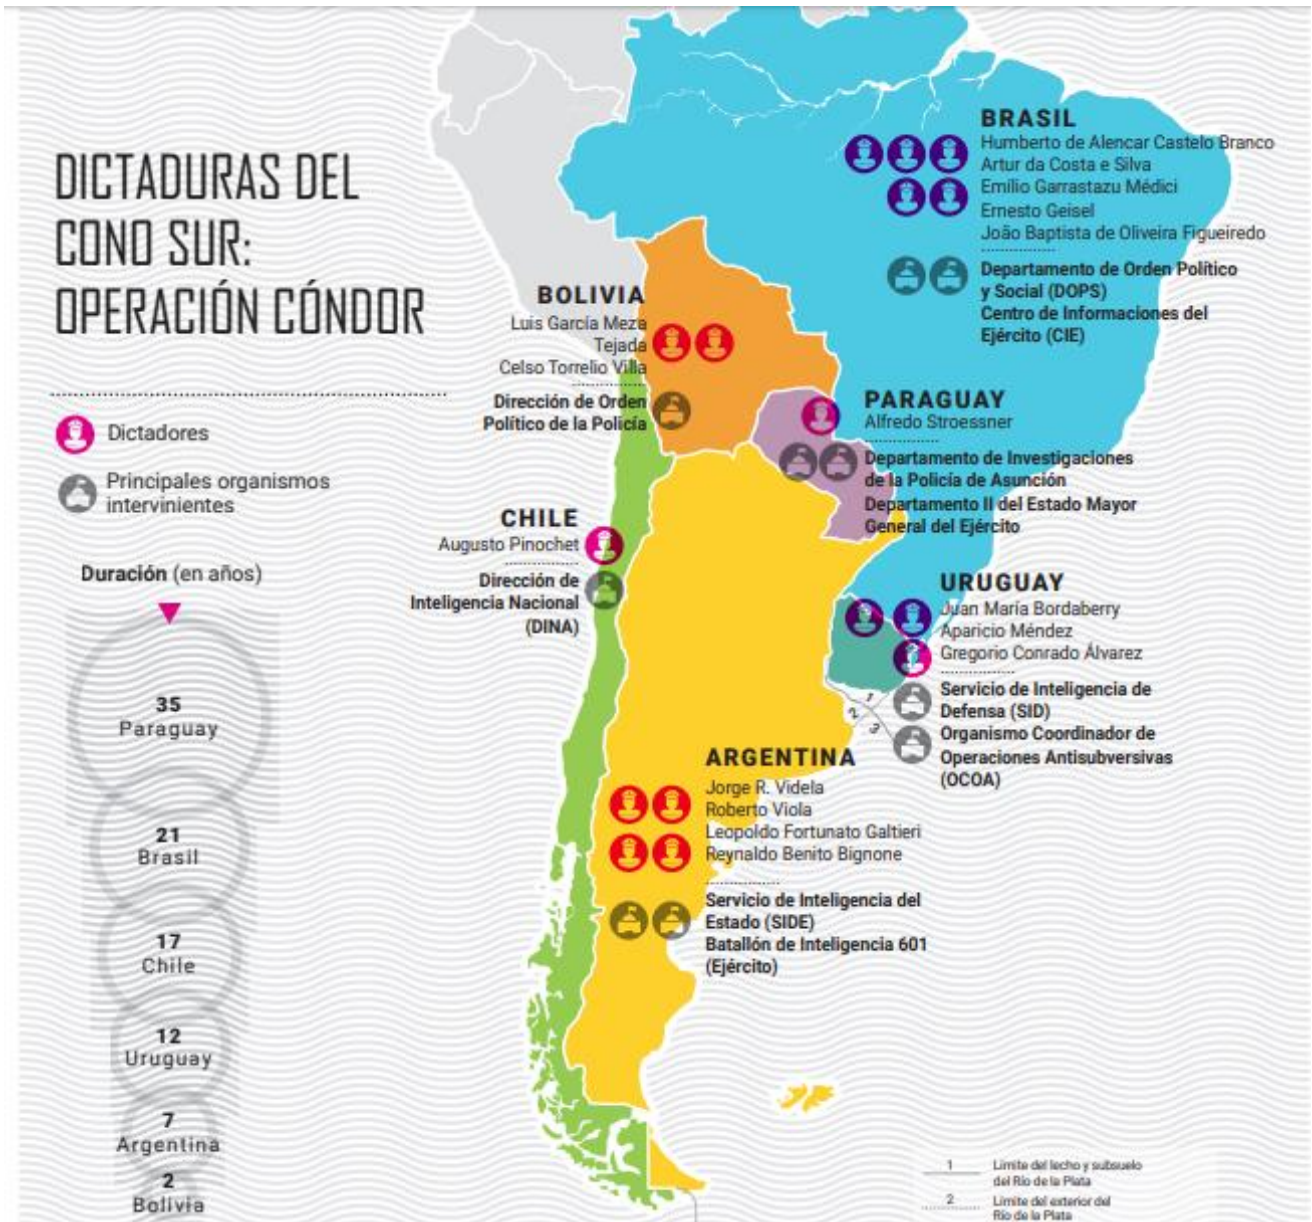 DICTADURAS DEL
CONO SUR:
OPERACIÓN CÓNDOR
Dictadores
Principales organismos
intervinientes
Duración (en años)
35
Paraguay
21
Brasil
17
Chile
12
Uruguay
7
Argentina
2
Bolivia
BRASIL
Humberto de Alencar Castelo Branco
Artur da Costa e Silva
Emílio Garrastazu Médici
Ernesto Geisel
João Baptista de Oliveira Figueiredo
Departamento de Orden Político
y Social (DOPS)
Centro de Informaciones del
Ejército (CIE)
BOLIVIA
Luis García Meza
Tejada
Celso Torrelio Villa
Dirección de Orden
Político de la Policía
PARAGUAY
Alfredo Stroessner
Departamento de Investigaciones
de la Policía de Asunción
Departamento II del Estado Mayor
General del Ejército
CHILE
Augusto Pinochet
Dirección de
Inteligencia Nacional
(DINA)
URUGUAY
Juan María Bordaberry
Aparicio Méndez
Gregorio Conrado Álvarez
Servicio de Inteligencia de
Defensa (SID)
Organismo Coordinador de
Operaciones Antisubversivas
(OCOA)
1
2
3
ARGENTINA
Jorge R. Videla
Roberto Viola
Leopoldo Fortunato Galtieri
Reynaldo Benito Bignone
Servicio de Inteligencia del
Estado (SIDE)
Batallón de Inteligencia 601
(Ejército)
1 Límite del lecho y subsuelo
del Río de la Plata
2 Límite del exterior del
Río de la Plata